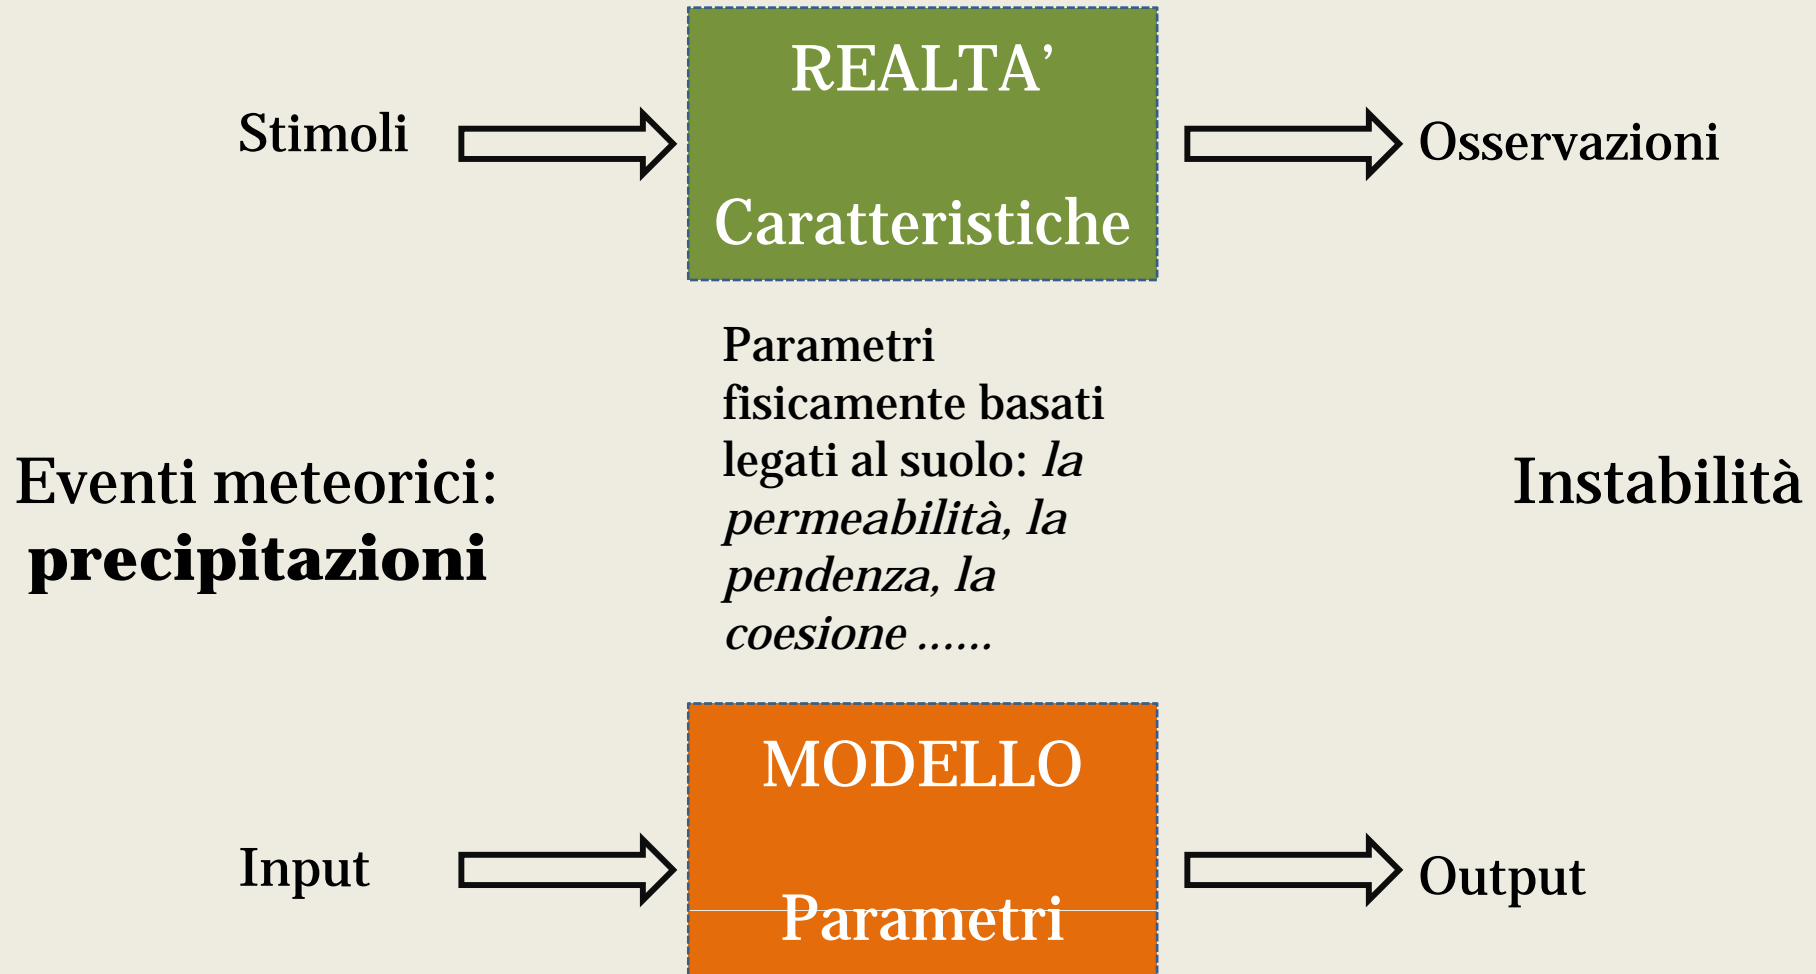 REALTA’
Stimoli
Osservazioni
Caratteristiche
Parametri
fisicamente basati
legati al suolo: la
permeabilità, la
pendenza, la
coesione ......
Eventi meteorici:
precipitazioni
Instabilità
MODELLO
Input
Output
Parametri